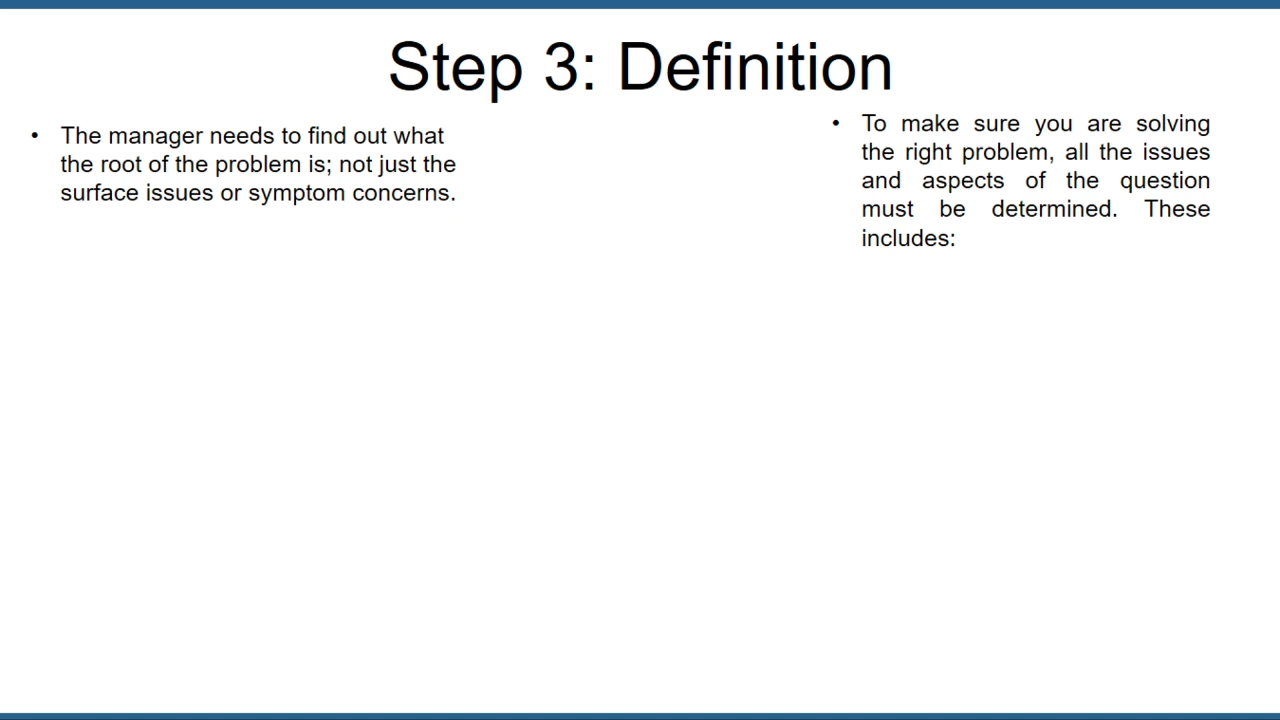 Step 3: Definition
• The manager needs to find out what
the root of the problem is; not just the
surface issues or symptom concerns.
• To make sure you are solving
the right problem, all the issues
and aspects of the question
must be determined. These
includes: